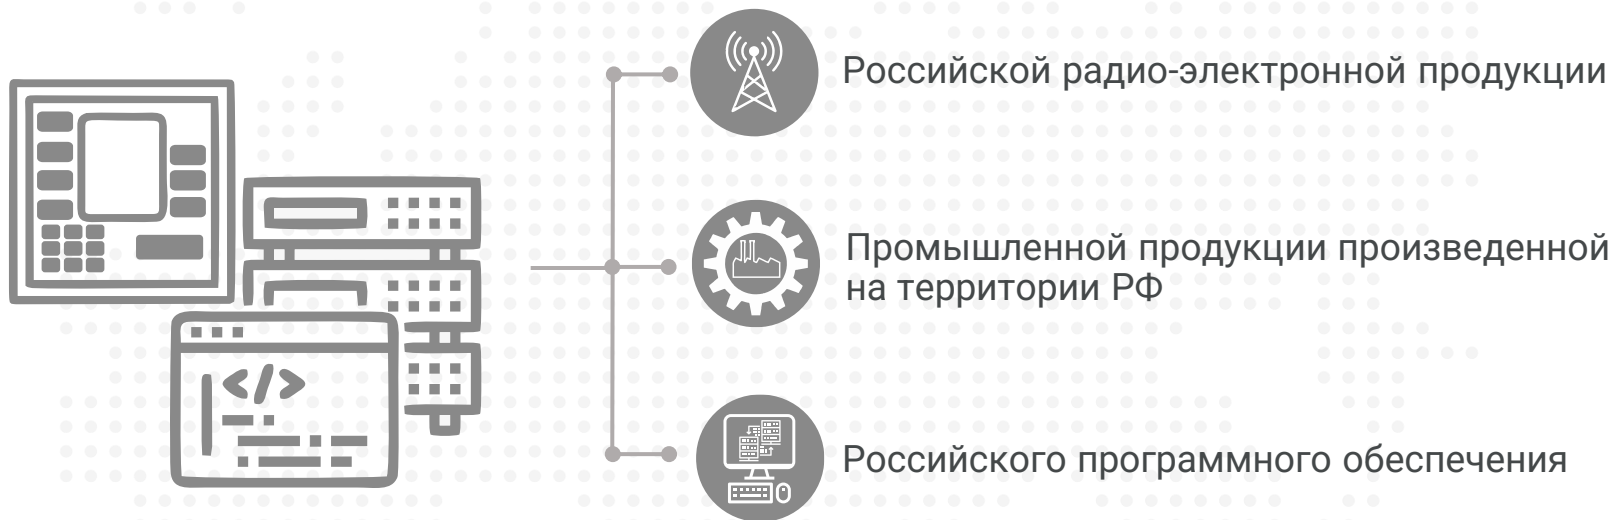 Российской радио-электронной продукции
Промышленной продукции произведенной
на территории РФ
</>
Российского программного обеспечения